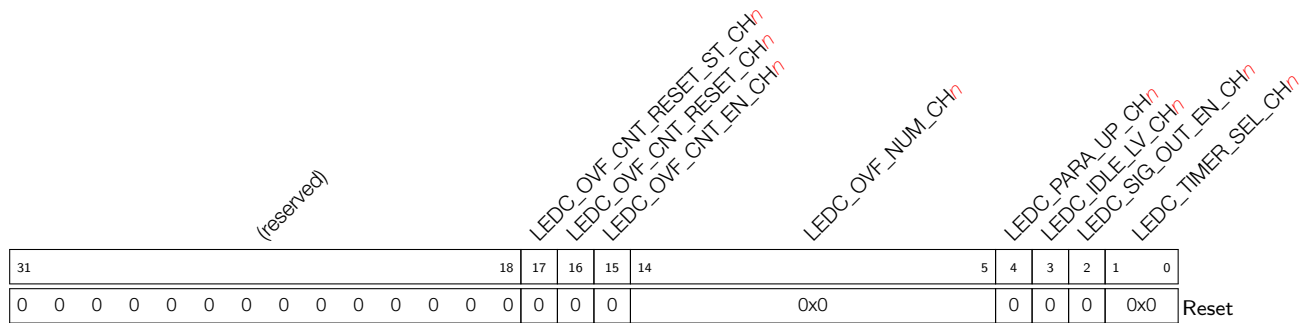 (reserved)
LEDC_OVF_CNT_RESET_ST_CHn
LEDC_OVF_CNT_RESET_CHn
LEDC_OVF_CNT_EN_CHn
LEDC_OVF_NUM_CHn
LEDC_PARA_UP_CHn
LEDC_IDLE_LV_CHn
LEDC_SIG_OUT_EN_CHn
LEDC_TIMER_SEL_CHn
31 18 17 16 15 14 5 4 3 2 1 0
0 0 0 0 0 0 0 0 0 0 0 0 0 0 0 0 0 0x0 0 0 0 0x0 Reset